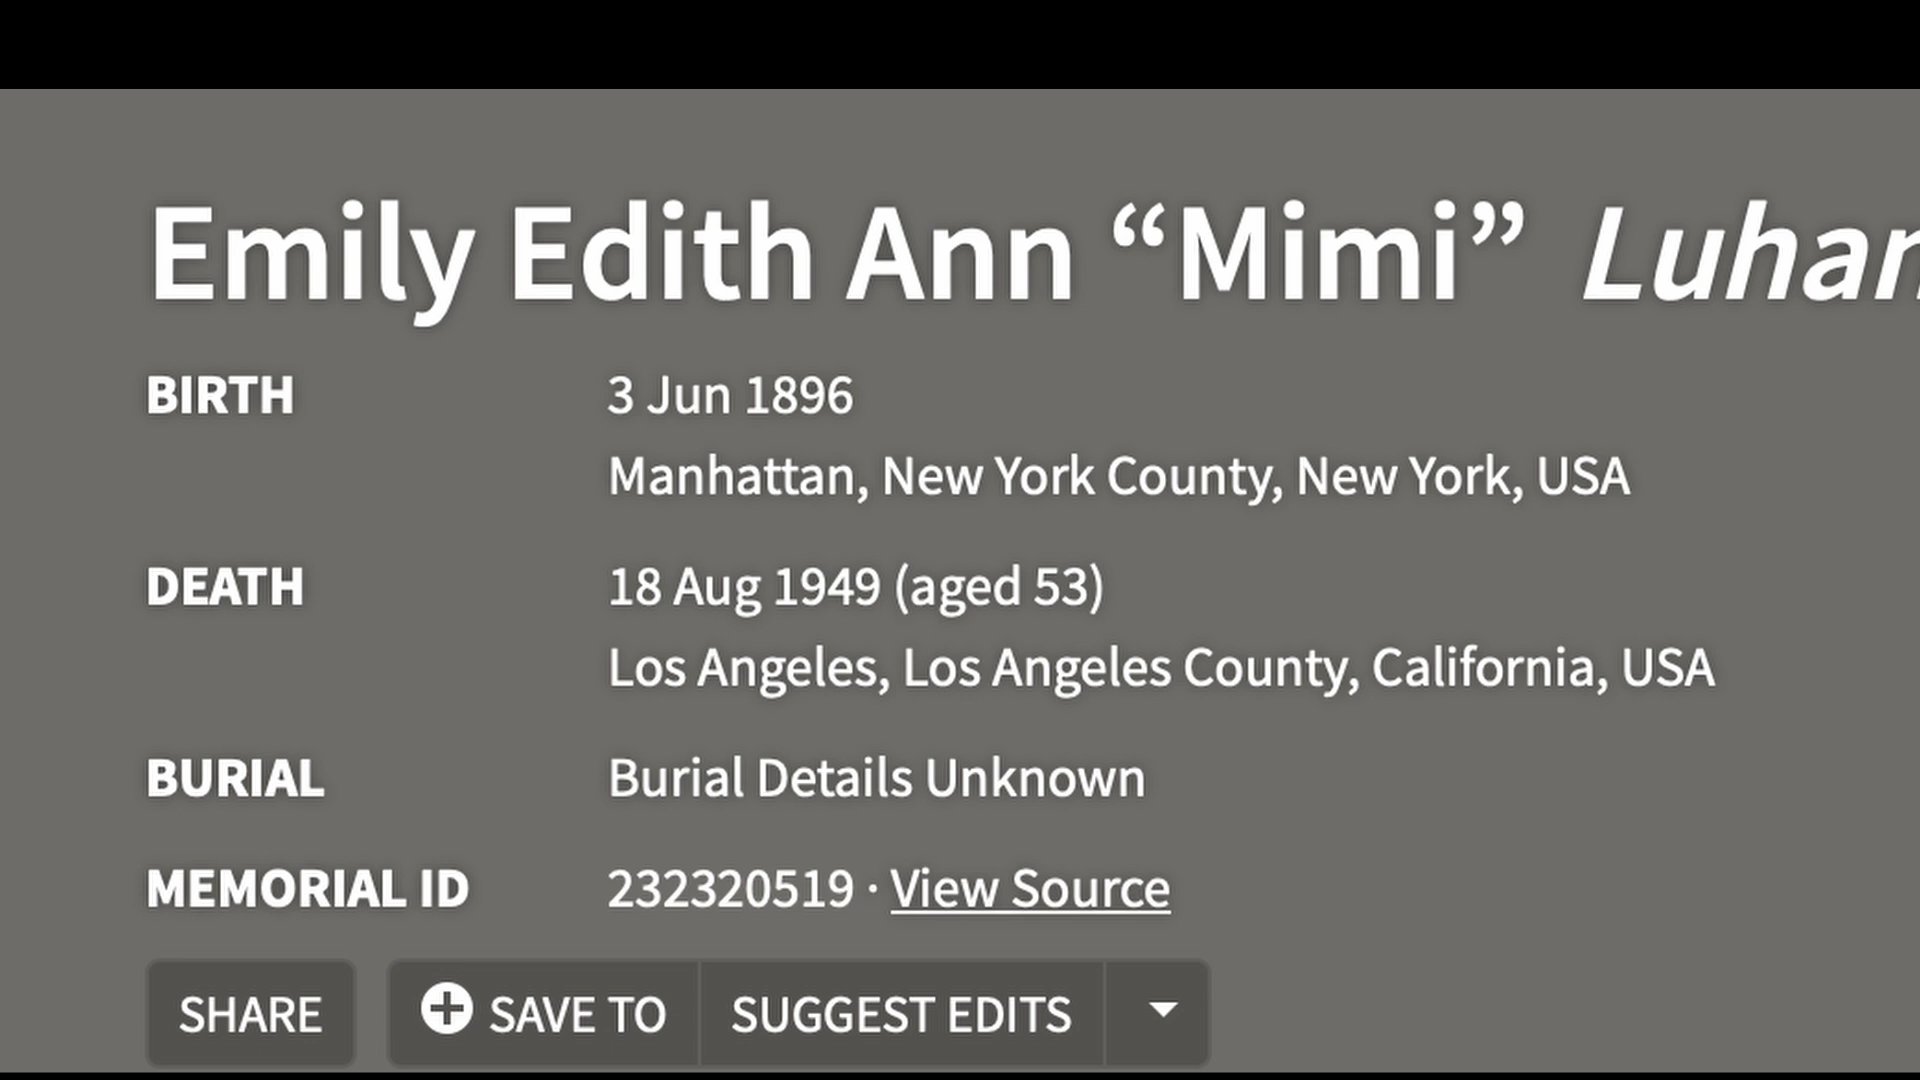 Emily Edith Ann “Mimi” Luhan
BIRTH
3 Jun 1896
Manhattan, New York County, New York, USA
DEATH
18 Aug 1949 (aged 53)
Los Angeles, Los Angeles County, California, USA
BURIAL
Burial Details Unknown
MEMORIAL ID
232320519 · View Source
SHARE
SAVE TO
SUGGEST EDITS